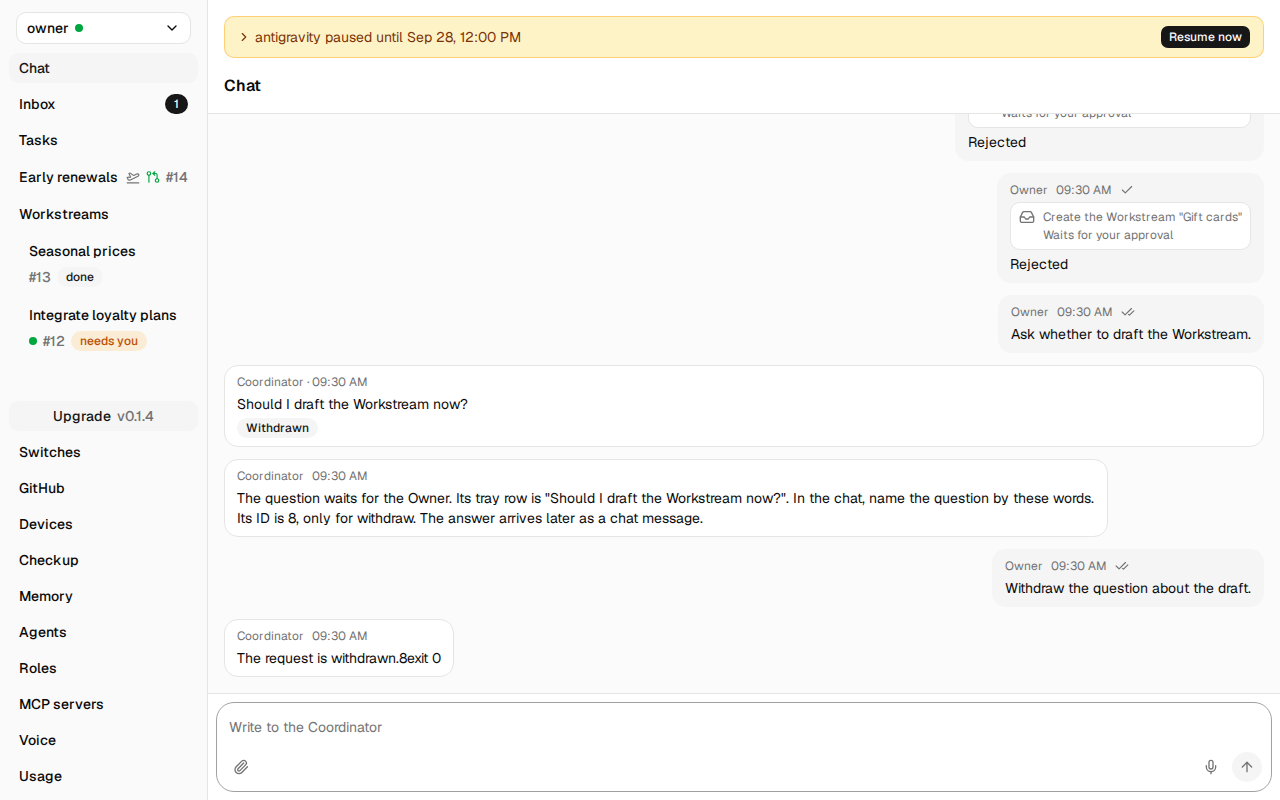 owner
Chat
Inbox 1
Tasks
Early renewals #14
Workstreams
Seasonal prices
#13 done
Integrate loyalty plans
#12 needs you
Upgrade v0.1.4
Switches
GitHub
Devices
Checkup
Memory
Agents
Roles
MCP servers
Voice
Usage
antigravity paused until Sep 28, 12:00 PM
Resume now
Chat
Waits for your approval
Rejected
Owner 09:30 AM
Create the Workstream "Gift cards"
Waits for your approval
Rejected
Owner 09:30 AM
Ask whether to draft the Workstream.
Coordinator · 09:30 AM
Should I draft the Workstream now?
Withdrawn
Coordinator 09:30 AM
The question waits for the Owner. Its tray row is "Should I draft the Workstream now?". In the chat, name the question by these words.
Its ID is 8, only for withdraw. The answer arrives later as a chat message.
Owner 09:30 AM
Withdraw the question about the draft.
Coordinator 09:30 AM
The request is withdrawn.8exit 0
Write to the Coordinator